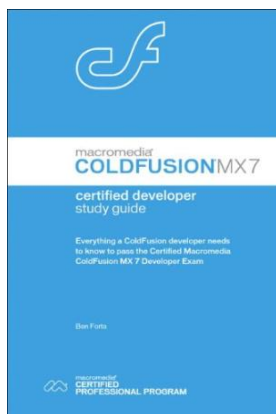 macromedia®
COLDFUSION®MX7
certified developer
study guide
Everything a ColdFusion developer needs
to know to pass the Certified Macromedia
ColdFusion MX 7 Developer Exam
Ben Forta
macromedia®
CERTIFIED
PROFESSIONAL PROGRAM